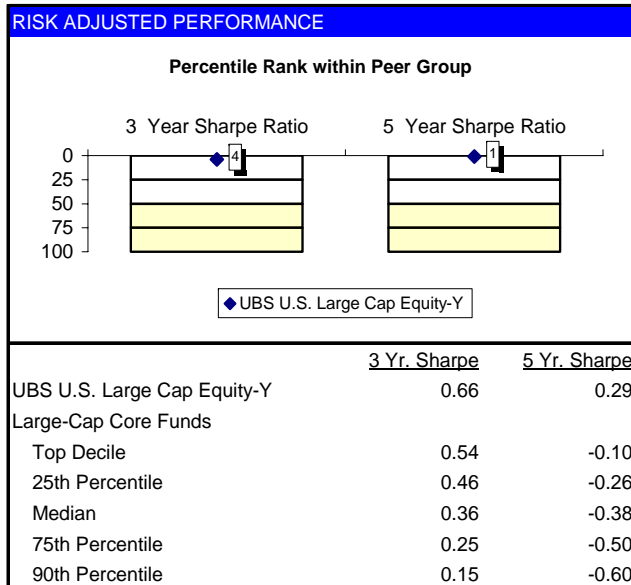 RISK ADJUSTED PERFORMANCE
Percentile Rank within Peer Group
3 Year Sharpe Ratio 5 Year Sharpe Ratio
0
25
50
75
100
4
1
UBS U.S. Large Cap Equity-Y
3 Yr. Sharpe 5 Yr. Sharpe
UBS U.S. Large Cap Equity-Y 0.66 0.29
Large-Cap Core Funds
Top Decile 0.54 -0.10
25th Percentile 0.46 -0.26
Median 0.36 -0.38
75th Percentile 0.25 -0.50
90th Percentile 0.15 -0.60